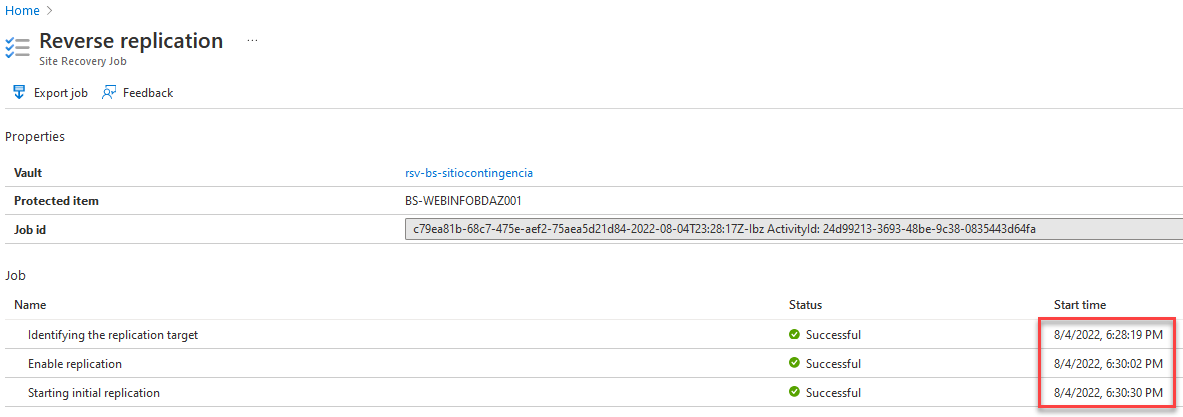 Home
Reverse replication
Site Recovery Job
Export job Feedback
Properties
Vault rsv-bs-sitiocontingencia
Protected item BS-WEBINFOBDAZ001
Job id c79ea81b-68c7-475e-aef2-75aea5d21d84-2022-08-04T23:28:17Z-Ibz ActivityId: 24d99213-3693-48be-9c38-0835443d64fa
Job
Name Status Start time
Identifying the replication target Successful 8/4/2022, 6:28:19 PM
Enable replication Successful 8/4/2022, 6:30:02 PM
Starting initial replication Successful 8/4/2022, 6:30:30 PM